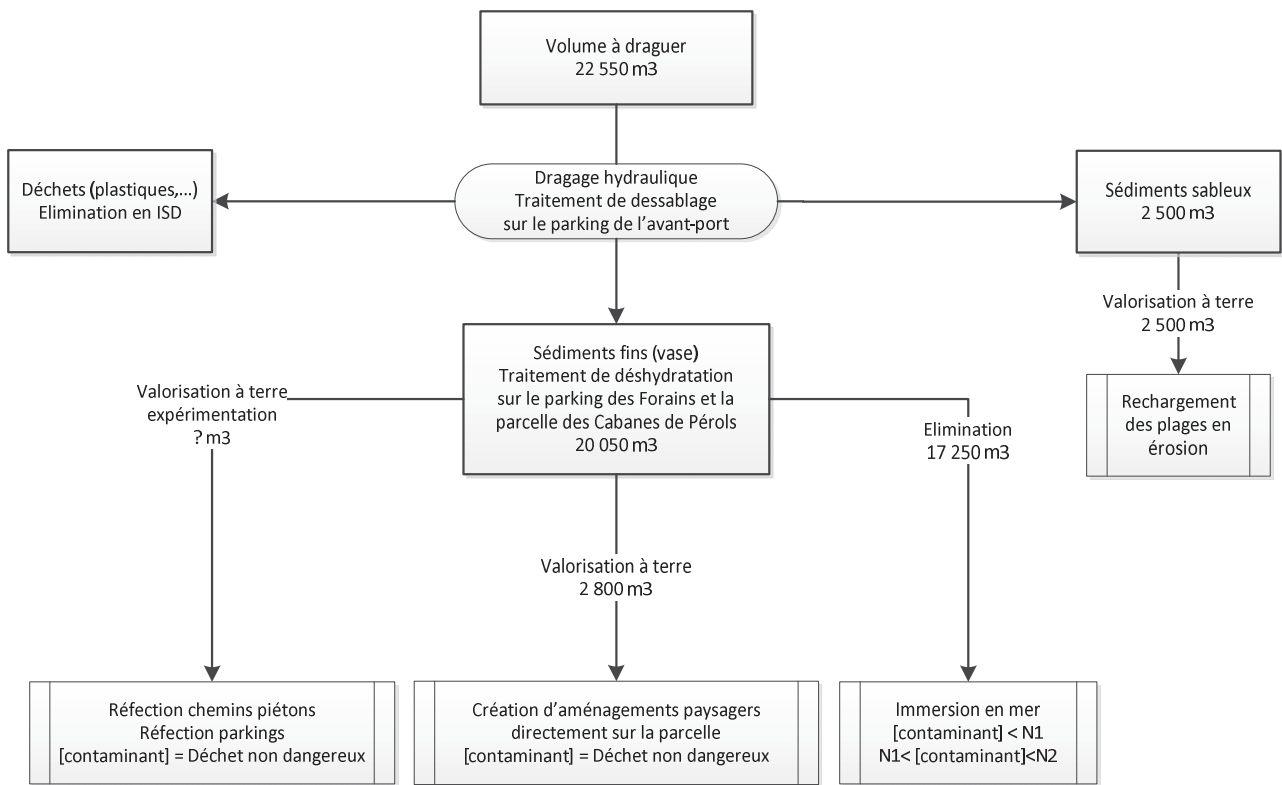 Volume à draguer
22 550 m3
Déchets (plastiques,...)
Elimination en ISD
Dragage hydraulique
Traitement de dessablage
sur le parking de l'avant-port
Sédiments sableux
2 500 m3
Valorisation à terre
2 500 m3
Rechargement
des plages en
érosion
Sédiments fins (vase)
Traitement de déshydratation
sur le parking des Forains et la
parcelle des Cabanes de Pérols
20 050 m3
Valorisation à terre
expérimentation
? m3
Elimination
17 250 m3
Valorisation à terre
2 800 m3
Réfection chemins piétons
Réfection parkings
[contaminant] = Déchet non dangereux
Création d'aménagements paysagers
directement sur la parcelle
[contaminant] = Déchet non dangereux
Immersion en mer
[contaminant] < N1
N1< [contaminant]<N2